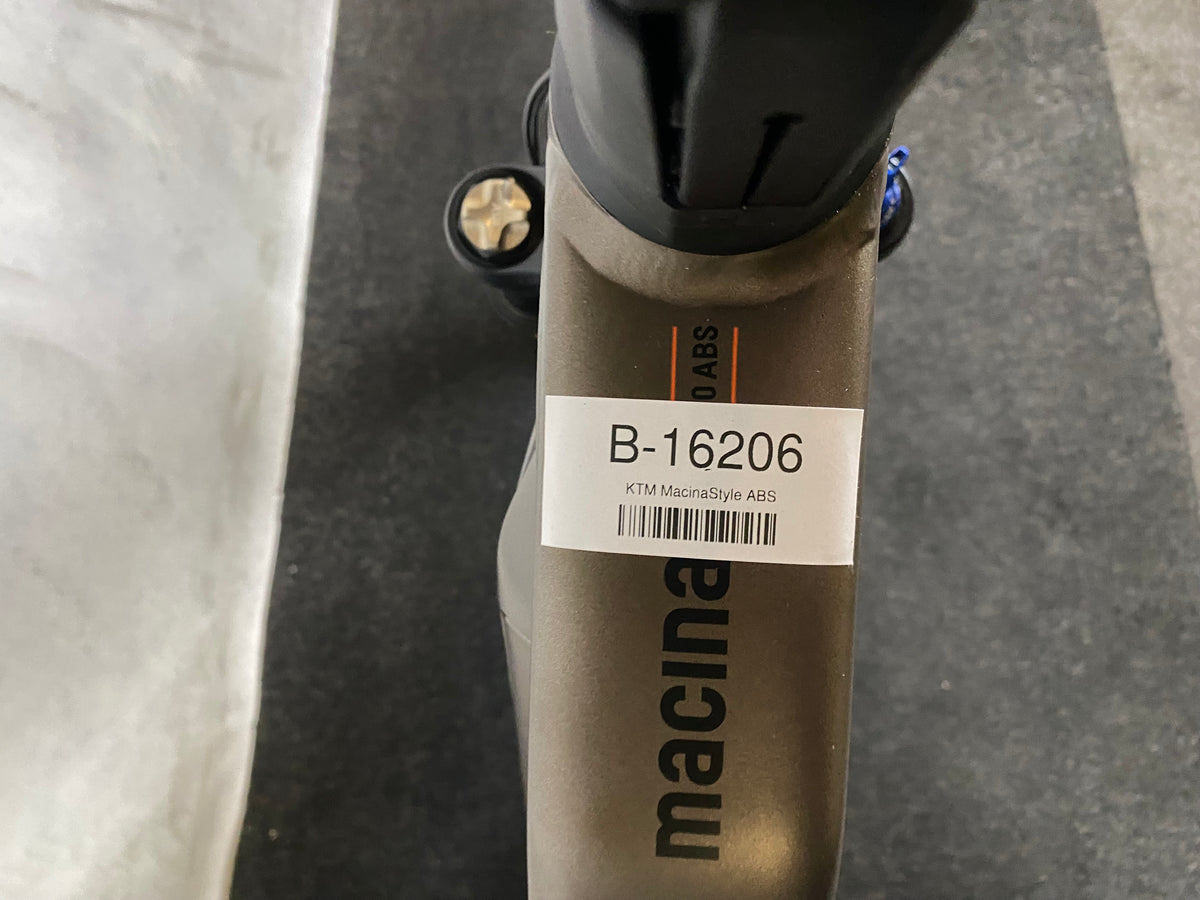 0 ABS
B-16206
KTM MacinaStyle ABS
macina